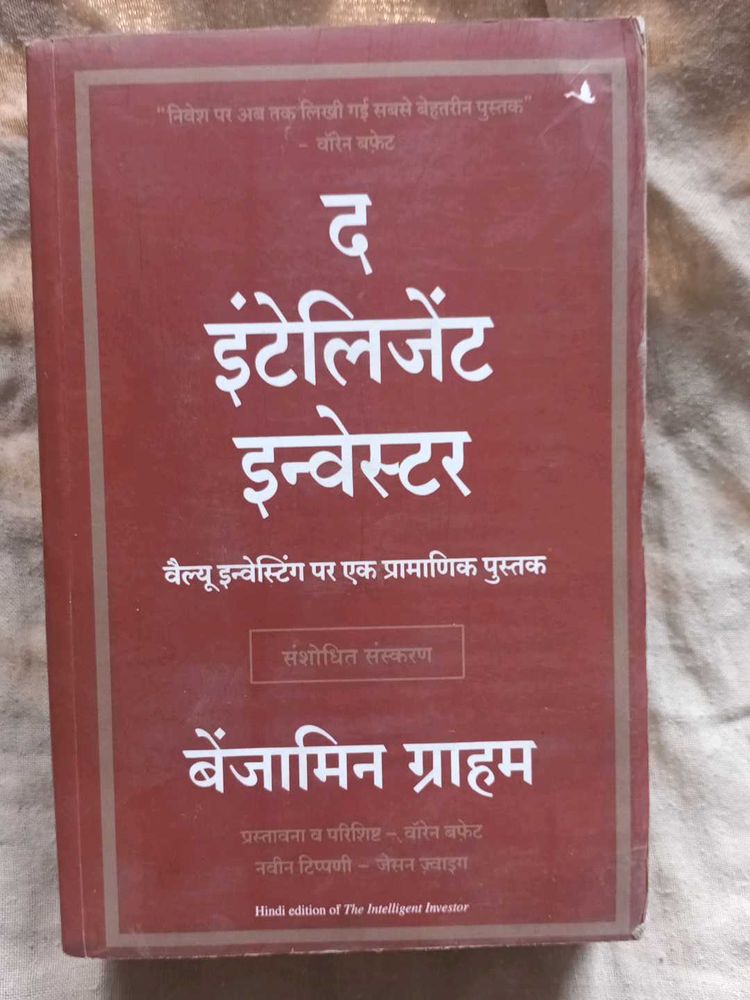 “निवेश पर अब तक लिखी गई सबसे बेहतरीन पुस्तक”
– वॉरेन बफ़ेट
द
इंटेलिजेंट
इन्वेस्टर
वैल्यू इन्वेस्टिंग पर एक प्रामाणिक पुस्तक
संशोधित संस्करण
बेंजामिन ग्राहम
प्रस्तावना व परिशिष्ट – वॉरेन बफ़ेट
नवीन टिप्पणी – जेसन ज़्वाइग
Hindi edition of The Intelligent Investor